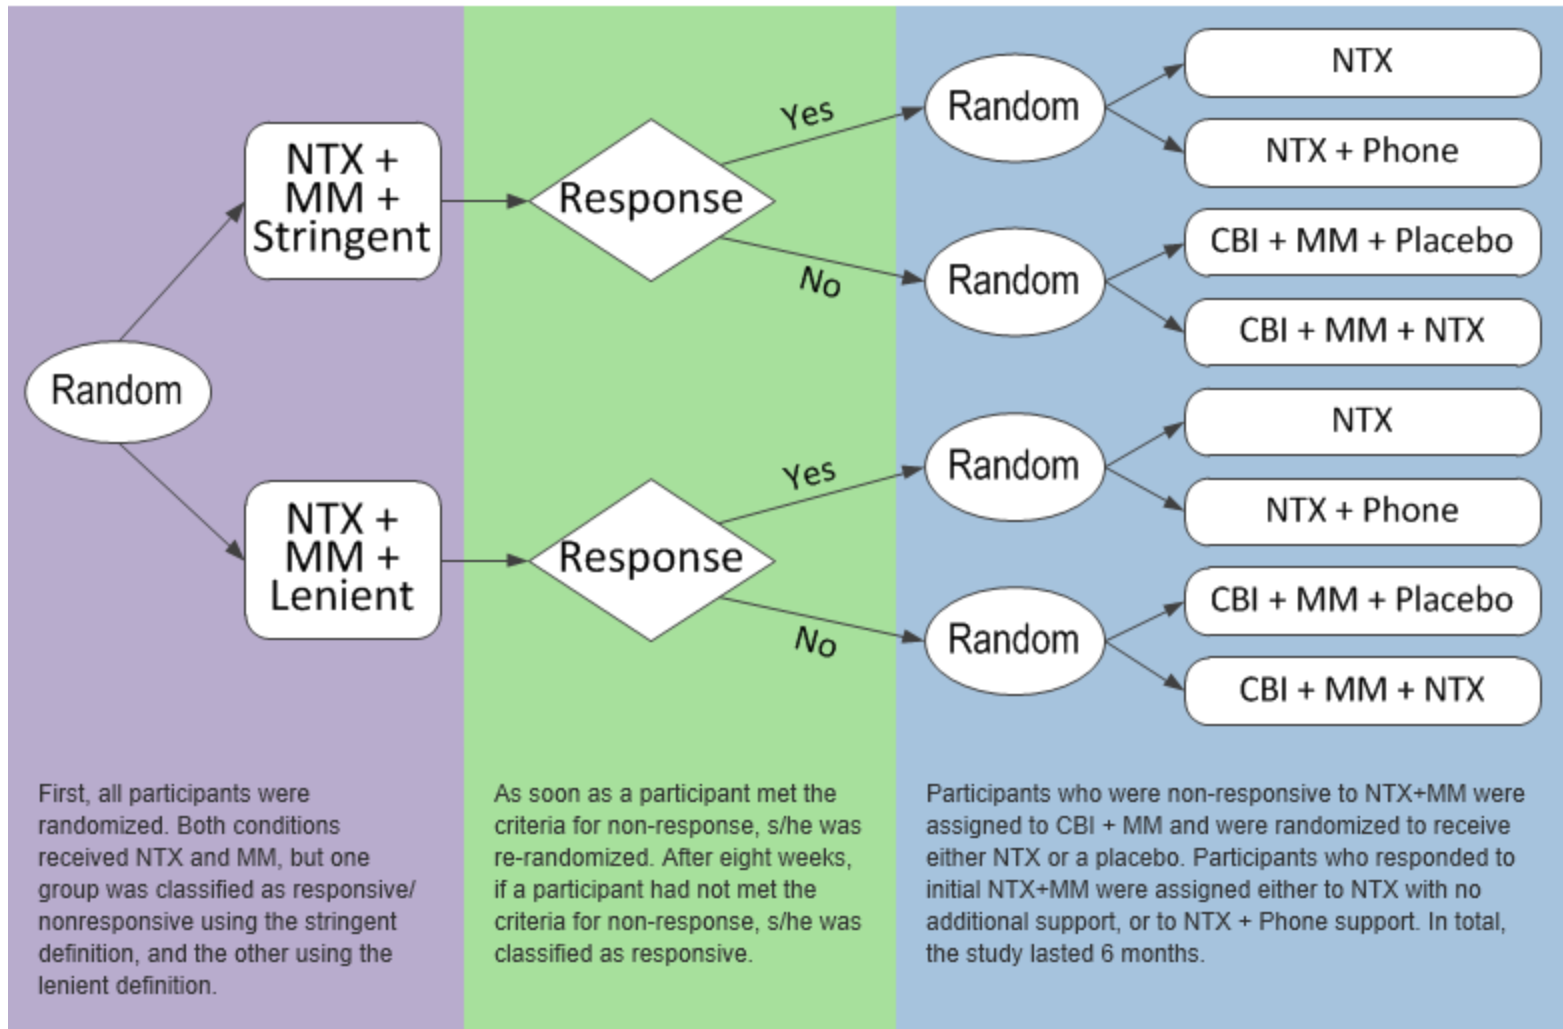 Random
NTX +
MM +
Stringent
NTX +
MM +
Lenient
Response
Yes
No
Response
Yes
No
Random
NTX
NTX + Phone
Random
CBI + MM + Placebo
CBI + MM + NTX
Random
NTX
NTX + Phone
Random
CBI + MM + Placebo
CBI + MM + NTX
First, all participants were
randomized. Both conditions
received NTX and MM, but one
group was classified as responsive/
nonresponsive using the stringent
definition, and the other using the
lenient definition.
As soon as a participant met the
criteria for non-response, s/he was
re-randomized. After eight weeks,
if a participant had not met the
criteria for non-response, s/he was
classified as responsive.
Participants who were non-responsive to NTX+MM were
assigned to CBI + MM and were randomized to receive
either NTX or a placebo. Participants who responded to
initial NTX+MM were assigned either to NTX with no
additional support, or to NTX + Phone support. In total,
the study lasted 6 months.